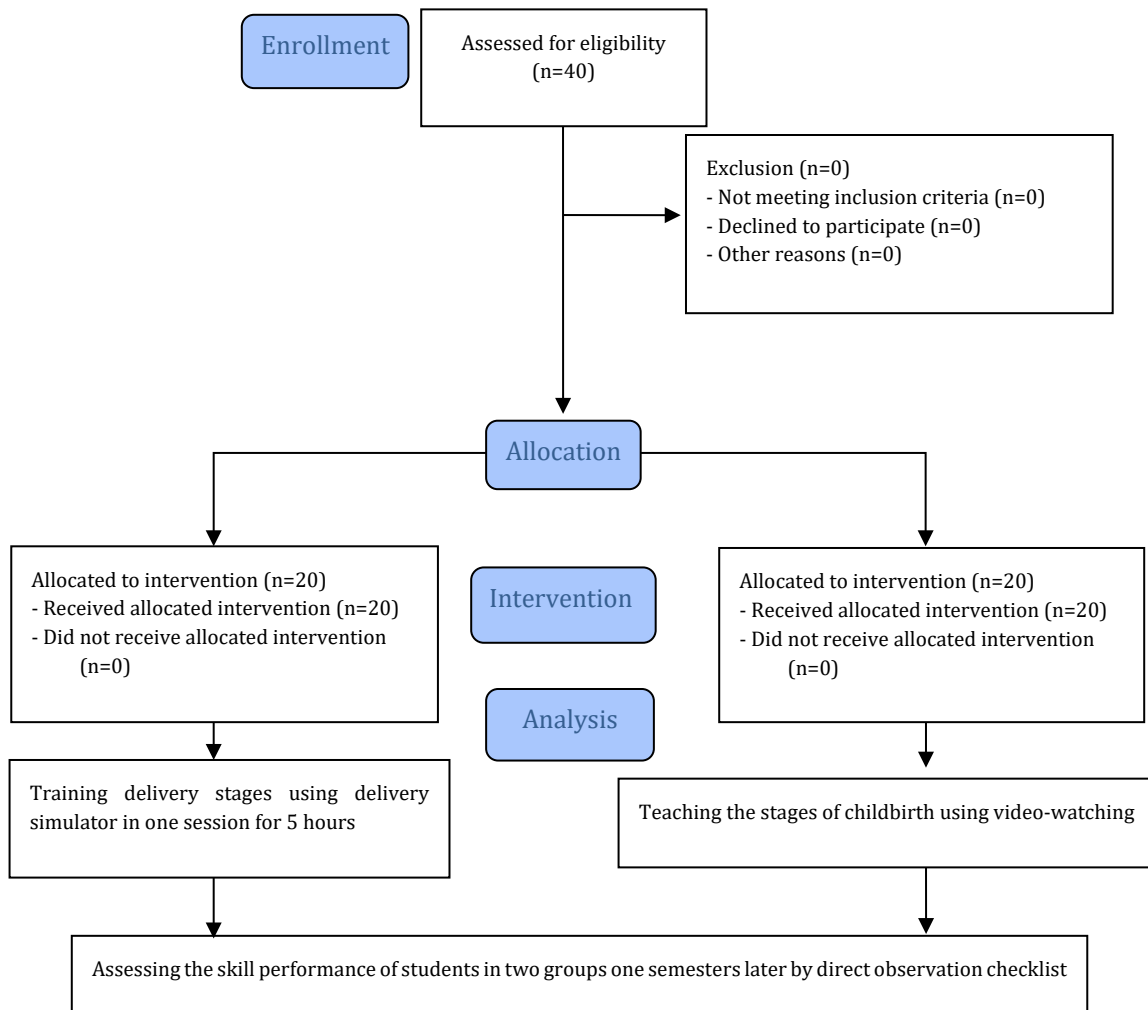 Enrollment
Assessed for eligibility
(n=40)
Exclusion (n=0)
- Not meeting inclusion criteria (n=0)
- Declined to participate (n=0)
- Other reasons (n=0)
Allocation
Allocated to intervention (n=20)
- Received allocated intervention (n=20)
- Did not receive allocated intervention
(n=0)
Intervention
Allocated to intervention (n=20)
- Received allocated intervention (n=20)
- Did not receive allocated intervention
(n=0)
Analysis
Training delivery stages using delivery
simulator in one session for 5 hours
Teaching the stages of childbirth using video-watching
Assessing the skill performance of students in two groups one semesters later by direct observation checklist